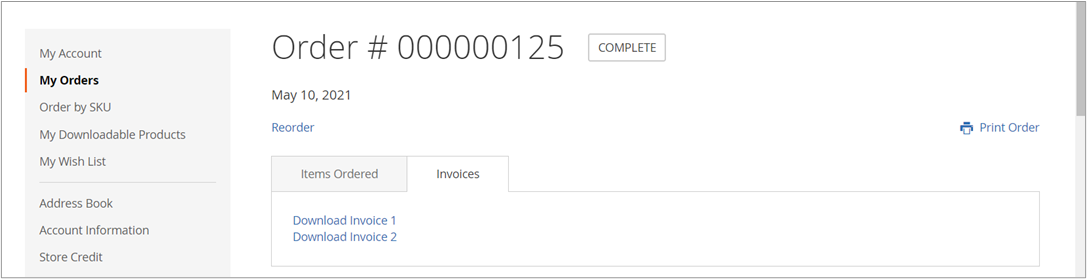 My Account
My Orders
Order by SKU
My Downloadable Products
My Wish List
Address Book
Account Information
Store Credit
Order # 000000125 COMPLETE
May 10, 2021
Reorder Print Order
Items Ordered Invoices
Download Invoice 1
Download Invoice 2